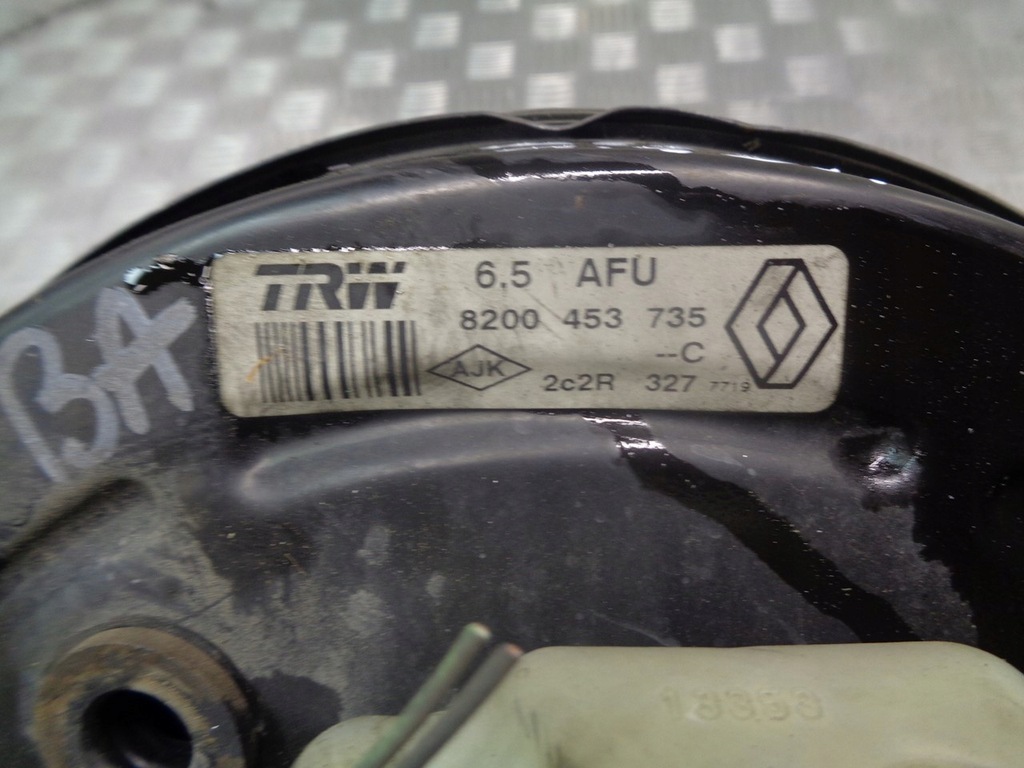 BA
TRW 6.5 AFU
8200 453 735
--C
AJK 2c2R 327 7719